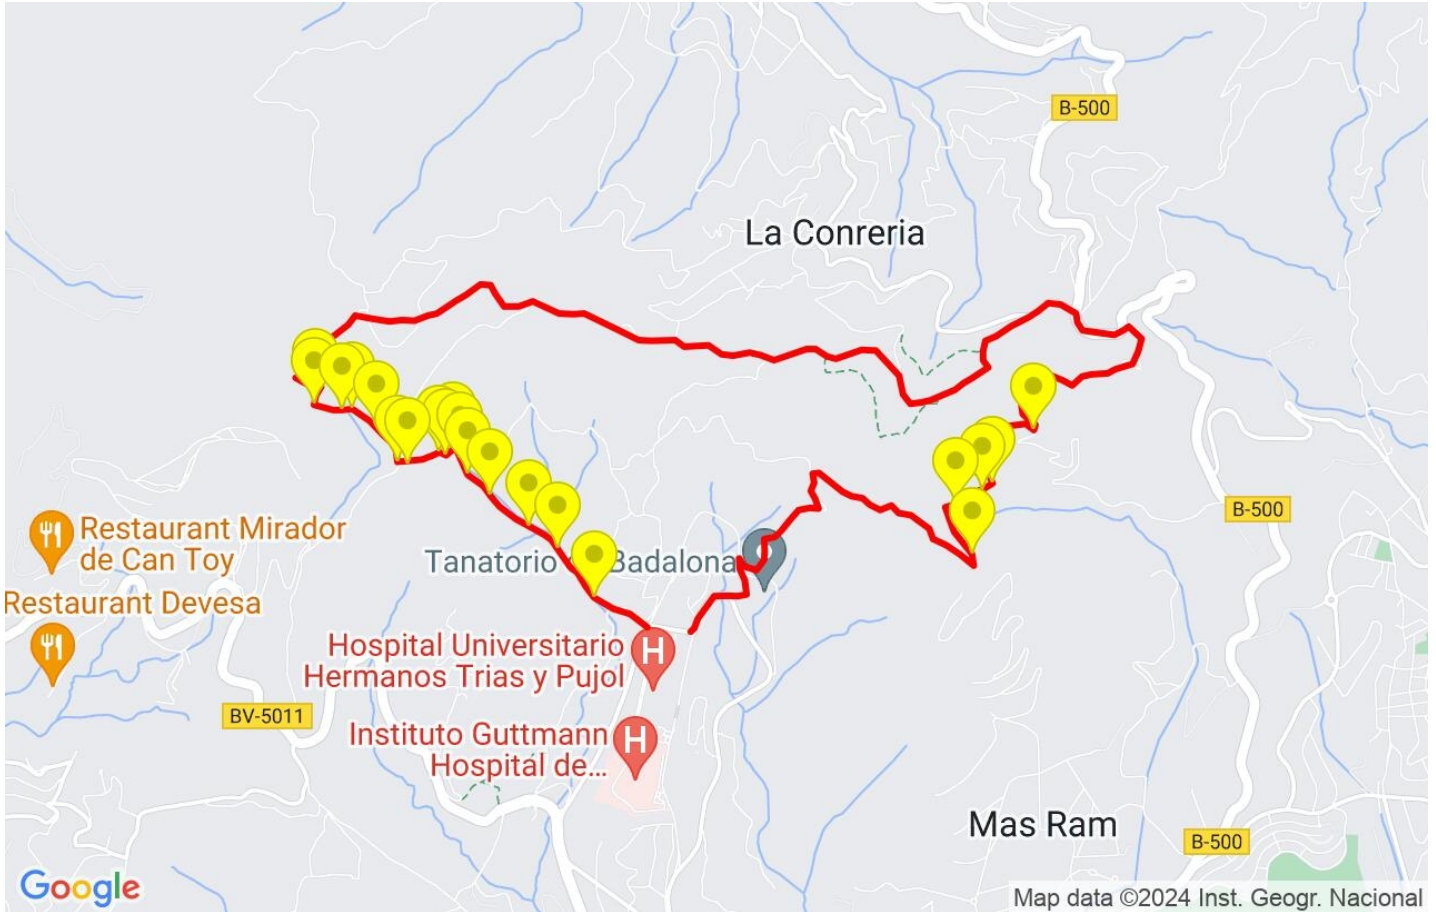 B-500
La Conreria
B-500
Restaurant Mirador
de Can Toy
Tanatorio
Badalona
Restaurant Devesa
Hospital Universitario
Hermanos Trias y Pujol
H
BV-5011
Instituto Guttmann
Hospital de...
H
Mas Ram
B-500
Google
Map data ©2024 Inst. Geogr. Nacional